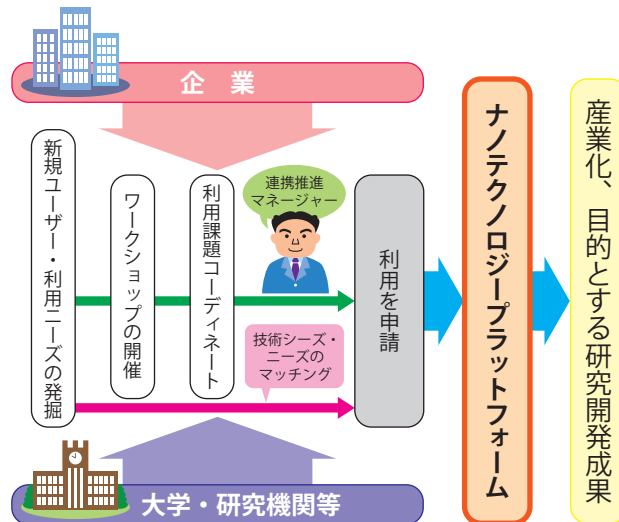 企　業
新規ユーザー・利用ニーズの発掘
ワークショップの開催
利用課題コーディネート
連携推進
マネージャー
技術シーズ・
ニーズの
マッチング
利用を申請
ナノテクノロジープラットフォーム
産業化、目的とする研究開発成果
大学・研究機関等